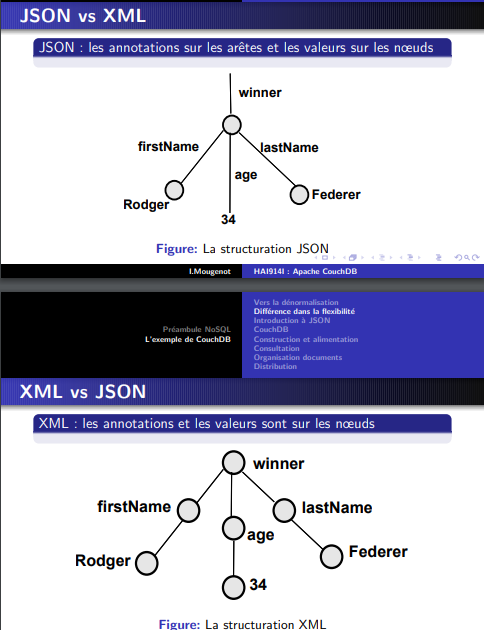 JSON vs XML
JSON : les annotations sur les arêtes et les valeurs sur les nœuds
winner
firstName
lastName
age
Rodger
Federer
34
Figure: La structuration JSON
I.Mougenot
HAI914I : Apache CouchDB
Préambule NoSQL
L'exemple de CouchDB
Vers la dénormalisation
Différence dans la flexibilité
Introduction à JSON
CouchDB
Construction et alimentation
Consultation
Organisation documents
Distribution
XML vs JSON
XML : les annotations et les valeurs sont sur les nœuds
winner
firstName
lastName
age
Rodger
Federer
34
Figure: La structuration XML